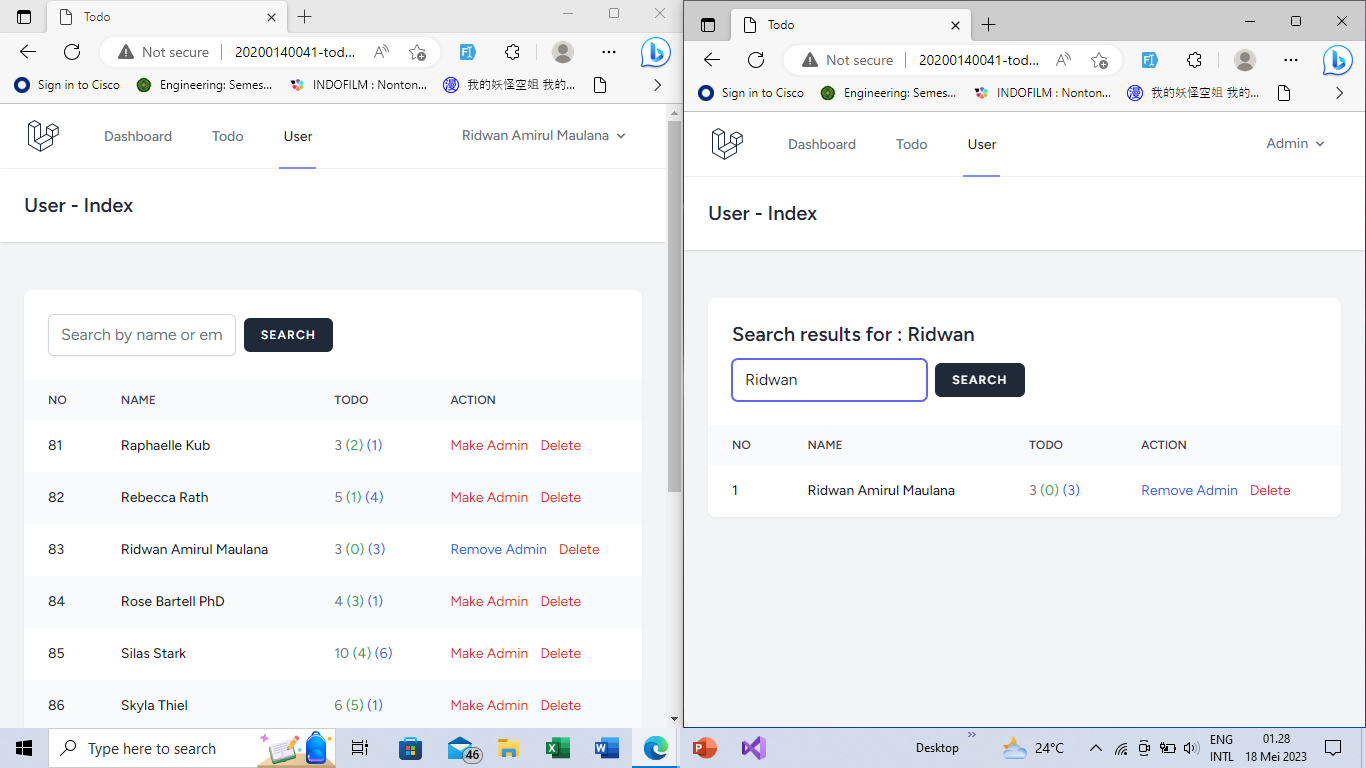 Todo
Not secure
20200140041-tod...
Sign in to Cisco
Engineering: Semes...
INDOFILM : Nonton...
我的妖怪空姐 我的...
Dashboard
Todo
User
Ridwan Amirul Maulana
User - Index
Search by name or em
SEARCH
NO NAME TODO ACTION
81 Raphaelle Kub 3 (2) (1) Make Admin Delete
82 Rebecca Rath 5 (1) (4) Make Admin Delete
83 Ridwan Amirul Maulana 3 (0) (3) Remove Admin Delete
84 Rose Bartell PhD 4 (3) (1) Make Admin Delete
85 Silas Stark 10 (4) (6) Make Admin Delete
86 Skyla Thiel 6 (5) (1) Make Admin Delete
Todo
Not secure
20200140041-tod...
Sign in to Cisco
Engineering: Semes...
INDOFILM : Nonton...
我的妖怪空姐 我的...
Dashboard
Todo
User
Admin
User - Index
Search results for : Ridwan
Ridwan
SEARCH
NO NAME TODO ACTION
1 Ridwan Amirul Maulana 3 (0) (3) Remove Admin Delete
Type here to search
46
Desktop
24°C
ENG
INTL
01.28
18 Mei 2023